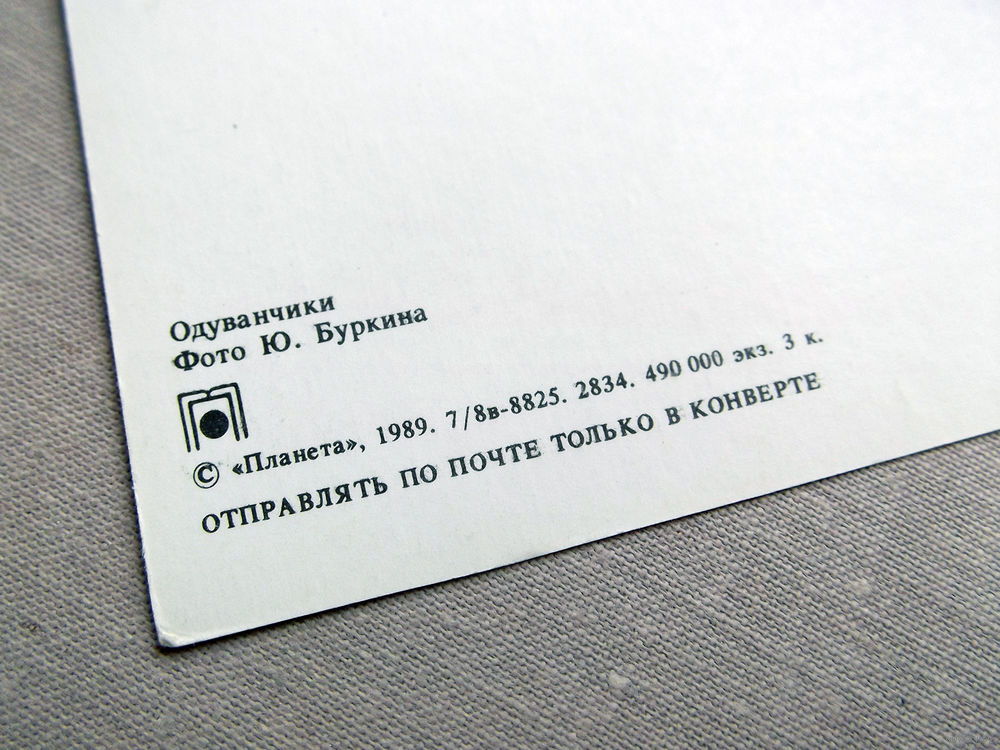 Одуванчики
Фото Ю. Буркина
© «Планета», 1989. 7/8в-8825. 2834. 490 000 экз. 3 к.
ОТПРАВЛЯТЬ ПО ПОЧТЕ ТОЛЬКО В КОНВЕРТЕ